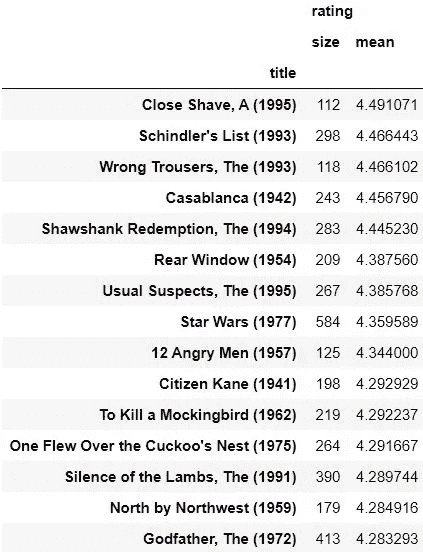 rating
size mean
title
Close Shave, A (1995) 112 4.491071
Schindler's List (1993) 298 4.466443
Wrong Trousers, The (1993) 118 4.466102
Casablanca (1942) 243 4.456790
Shawshank Redemption, The (1994) 283 4.445230
Rear Window (1954) 209 4.387560
Usual Suspects, The (1995) 267 4.385768
Star Wars (1977) 584 4.359589
12 Angry Men (1957) 125 4.344000
Citizen Kane (1941) 198 4.292929
To Kill a Mockingbird (1962) 219 4.292237
One Flew Over the Cuckoo's Nest (1975) 264 4.291667
Silence of the Lambs, The (1991) 390 4.289744
North by Northwest (1959) 179 4.284916
Godfather, The (1972) 413 4.283293